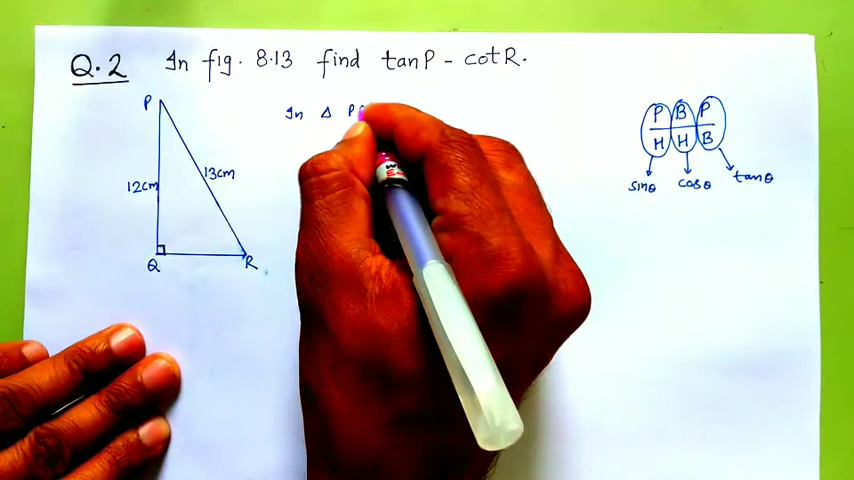 Q.2 In fig. 8.13 find tanP - cotR.
P
In Δ P
12cm
13cm
Q
R
P B P
H H B
sinθ cosθ tanθ